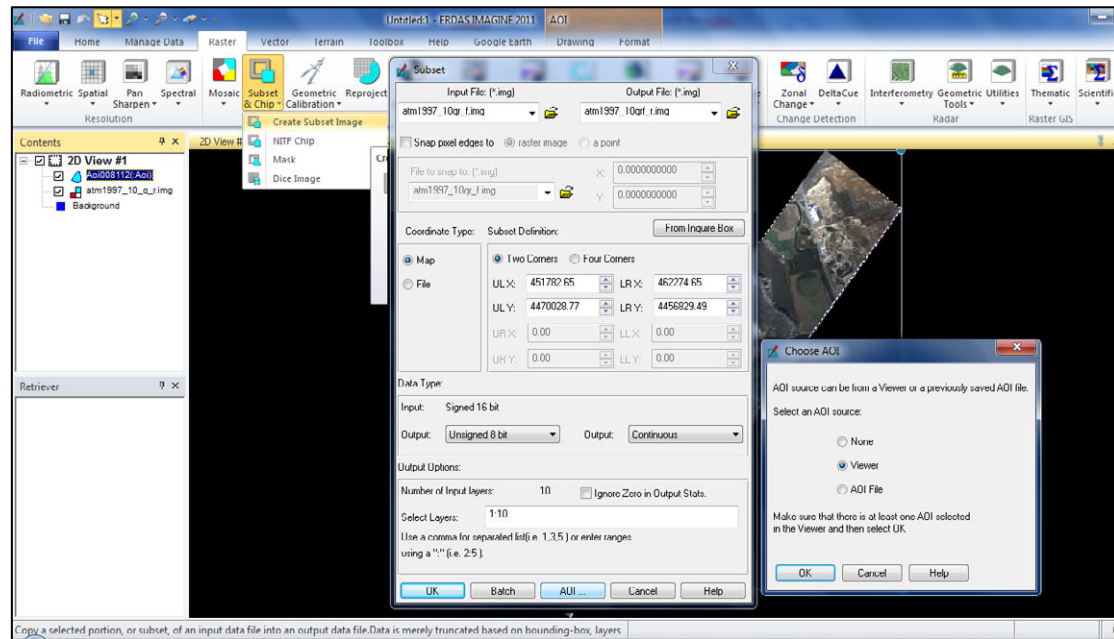 Untitled:1 - ERDAS IMAGINE 2011 AOI
File Home Manage Data Raster Vector Terrain Toolbox Help Google Earth Drawing Format
Radiometric Spatial Pan Sharpen Spectral Mosaic Subset & Chip Geometric Calibration Reproject Zonal Change DeltaCue Interferometry Geometric Tools Utilities Thematic
Resolution Change Detection Radar Raster GIS
Create Subset Image
NITF Chip
Mask
Dice Image
Contents
2D View #1
Aoi008112(:Aoi)
atm1997_10_q_r.img
Background
Retriever
Subset
Input File: (*.img) Output File: (*.img)
atm1997_10qr_f.img atm1997_10qrf_r.img
Snap pixel edges to raster image a point
File to snap to: (*.img) X: 0.0000000000
atm1997_10qr_f.img Y: 0.0000000000
Coordinate Type: Subset Definition: From Inquire Box
Map Two Corners Four Corners
File UL X: 451782.65 LR X: 462274.65
UL Y: 4470028.77 LR Y: 4456829.49
UR X: 0.00 LL X: 0.00
UR Y: 0.00 LL Y: 0.00
Data Type:
Input: Signed 16 bit
Output: Unsigned 8 bit Output: Continuous
Output Options:
Number of Input layers: 10 Ignore Zero in Output Stats.
Select Layers: 1:10
Use a comma for separated list(i.e. 1,3,5 ) or enter ranges
using a ":" (i.e. 2:5 ).
OK Batch AOI ... Cancel Help
Choose AOI
AOI source can be from a Viewer or a previously saved AOI file.
Select an AOI source:
None
Viewer
AOI File
Make sure that there is at least one AOI selected
in the Viewer and then select OK.
OK Cancel Help
Copy a selected portion, or subset, of an input data file into an output data file.Data is merely truncated based on bounding-box, layers